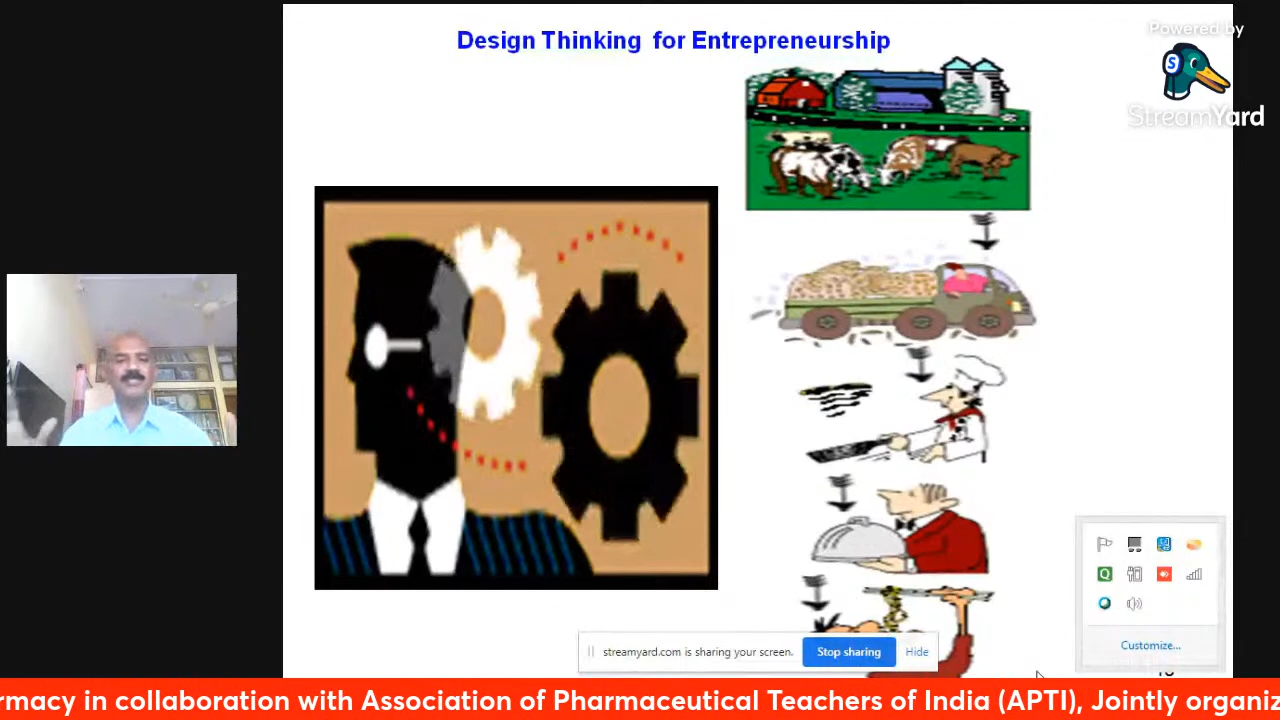 Design Thinking for Entrepreneurship
Powered by
S
StreamYard
streamyard.com is sharing your screen.
Stop sharing
Hide
Q
Customize...
rmacy in collaboration with Association of Pharmaceutical Teachers of India (APTI), Jointly organiz